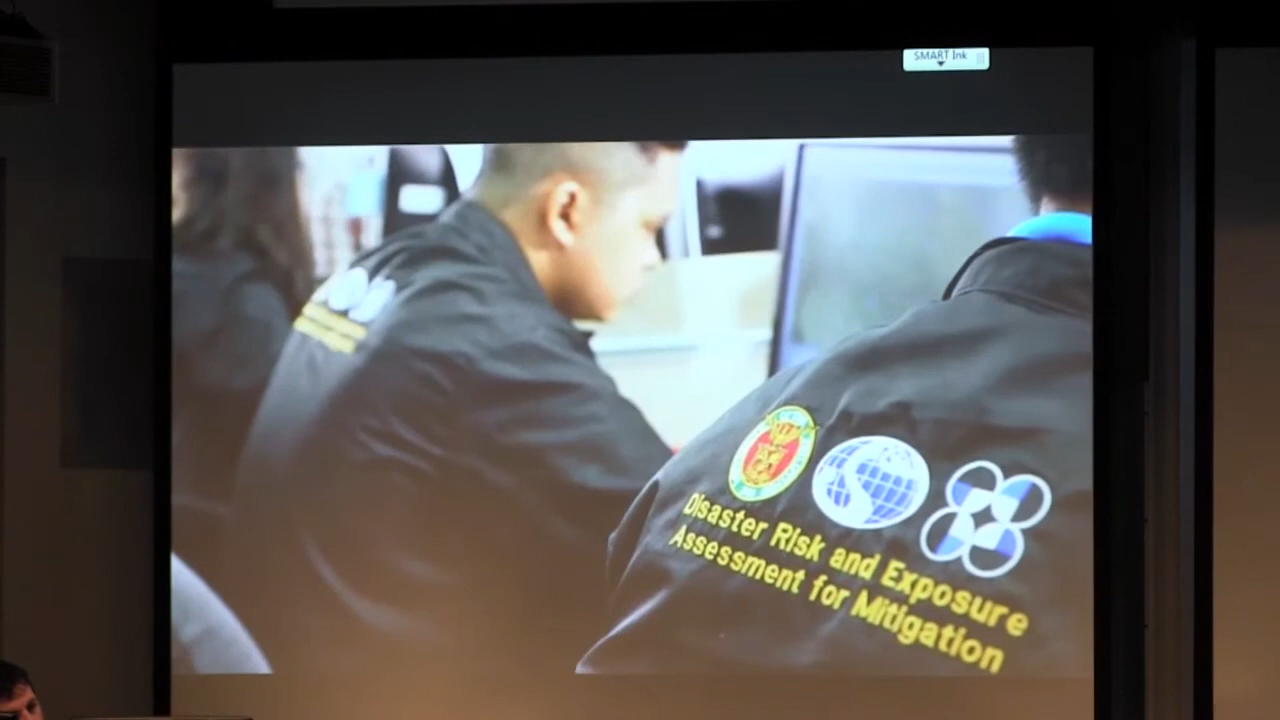 SMART Ink
Disaster Risk and Exposure
Assessment for Mitigation